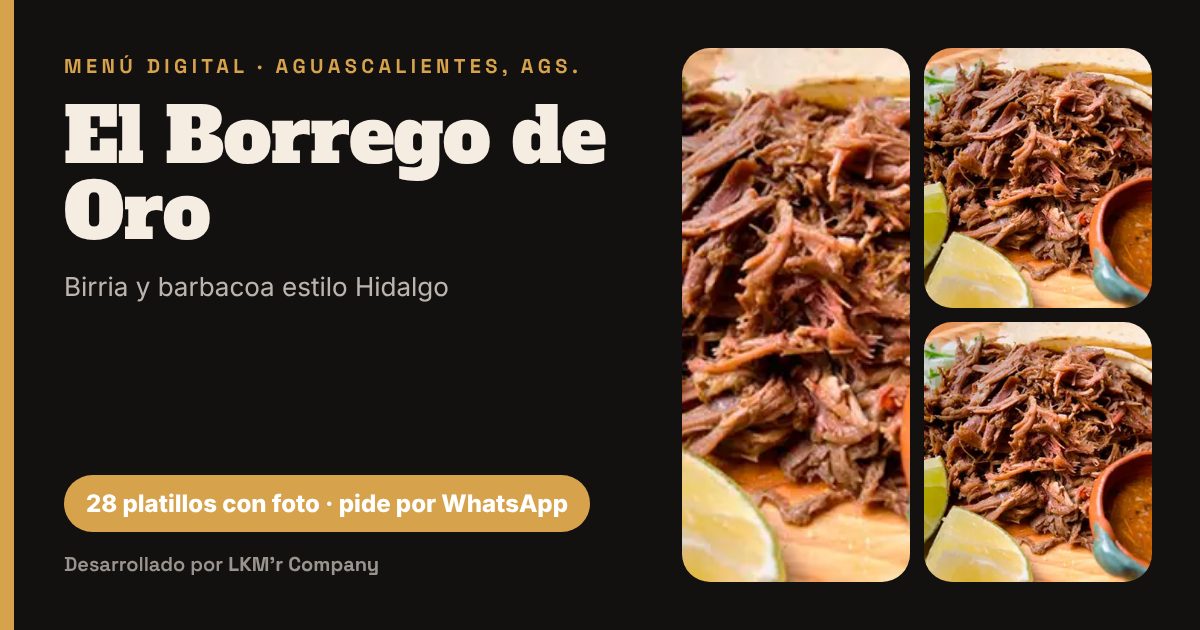 MENÚ DIGITAL · AGUASCALIENTES, AGS.
El Borrego de
Oro
Birria y barbacoa estilo Hidalgo
28 platillos con foto · pide por WhatsApp
Desarrollado por LKM’r Company